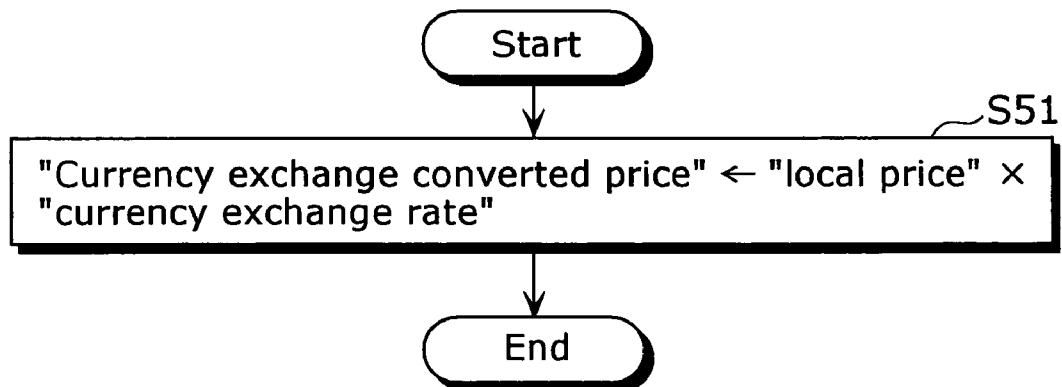 Start
S51
"Currency exchange converted price" ← "local price" ×
"currency exchange rate"
End